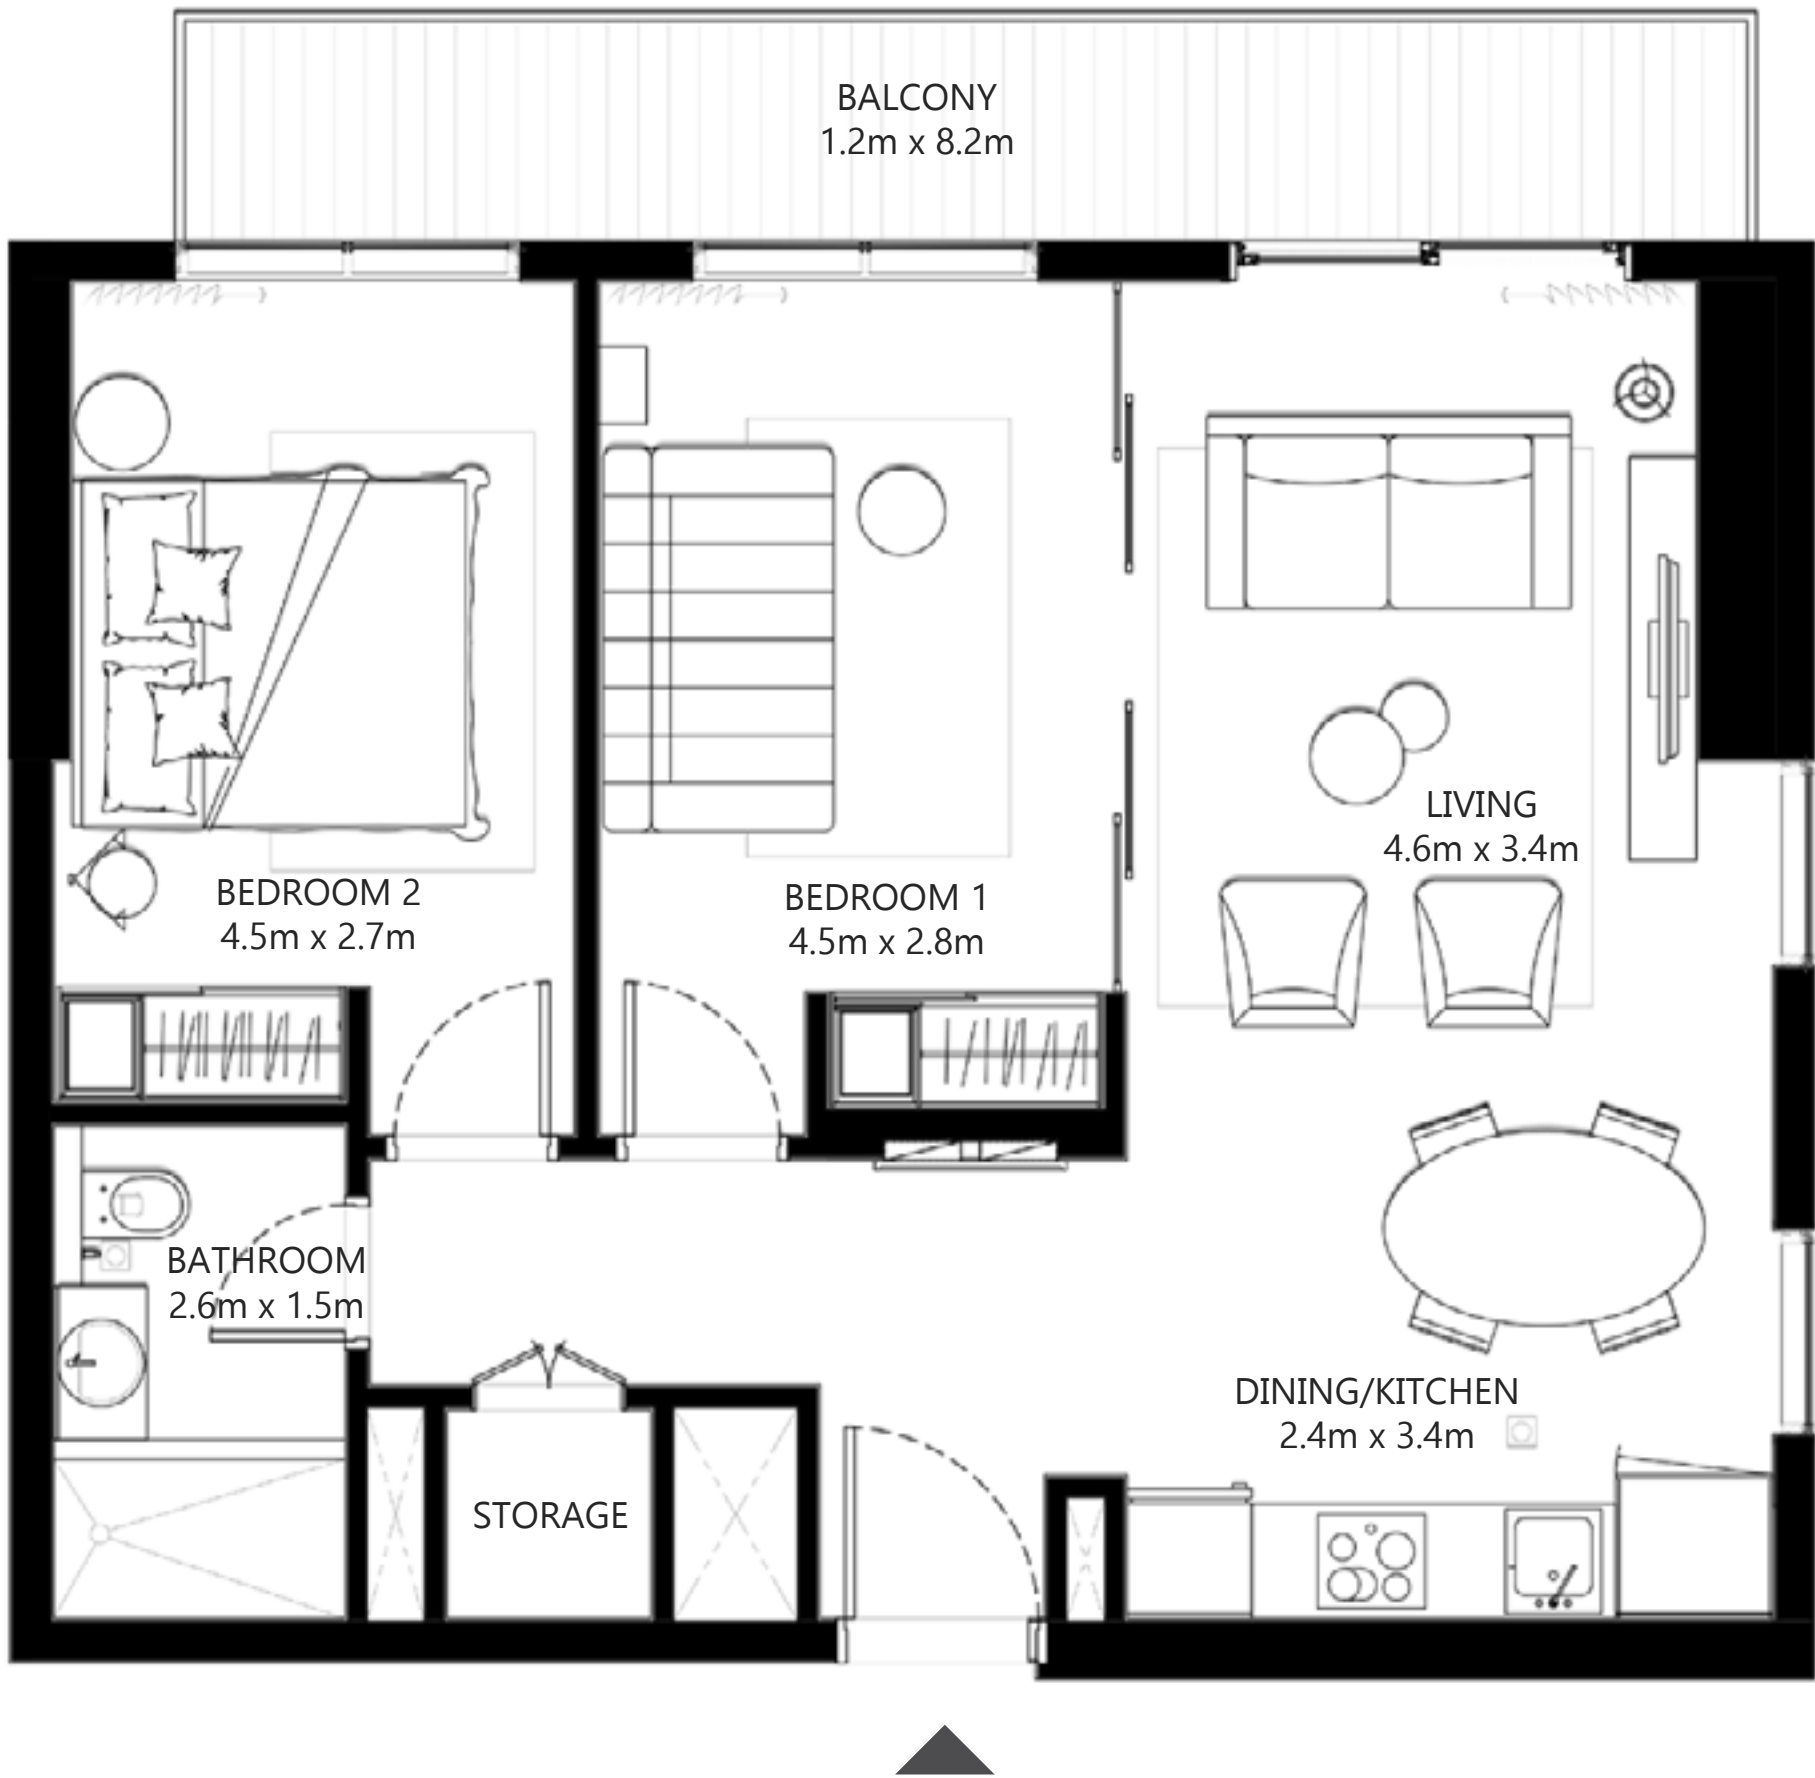 BALCONY
1.2m x 8.2m
LIVING
4.6m x 3.4m
BEDROOM 2
4.5m x 2.7m
BEDROOM 1
4.5m x 2.8m
BATHROOM
2.6m x 1.5m
DINING/KITCHEN
2.4m x 3.4m
STORAGE